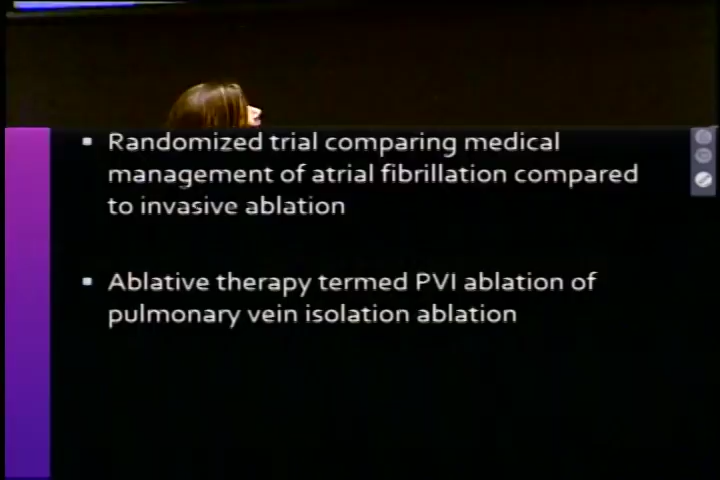 Randomized trial comparing medical
management of atrial fibrillation compared
to invasive ablation
Ablative therapy termed PVI ablation of
pulmonary vein isolation ablation